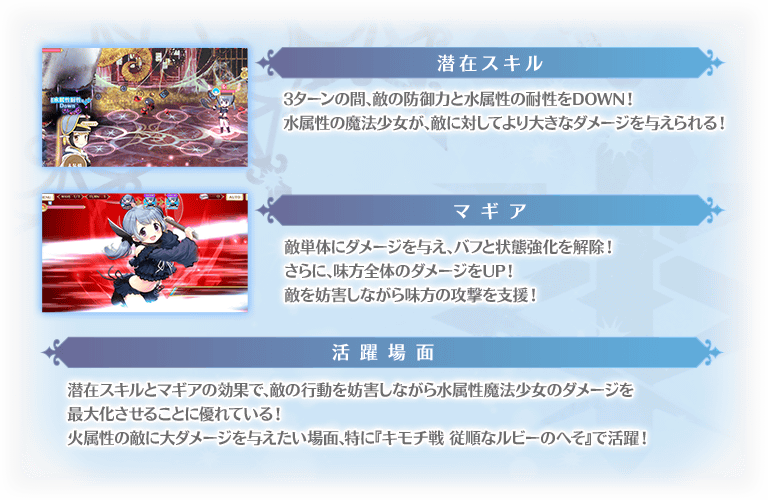 潜在スキル
水属性耐性
Down
3ターンの間、敵の防御力と水属性の耐性をDOWN！
水属性の魔法少女が、敵に対してより大きなダメージを与えられる！
マギア
敵単体にダメージを与え、バフと状態強化を解除！
さらに、味方全体のダメージをUP！
敵を妨害しながら味方の攻撃を支援！
活躍場面
潜在スキルとマギアの効果で、敵の行動を妨害しながら水属性魔法少女のダメージを
最大化させることに優れている！
火属性の敵に大ダメージを与えたい場面、特に『キモチ戦 従順なルビーのへそ』で活躍！